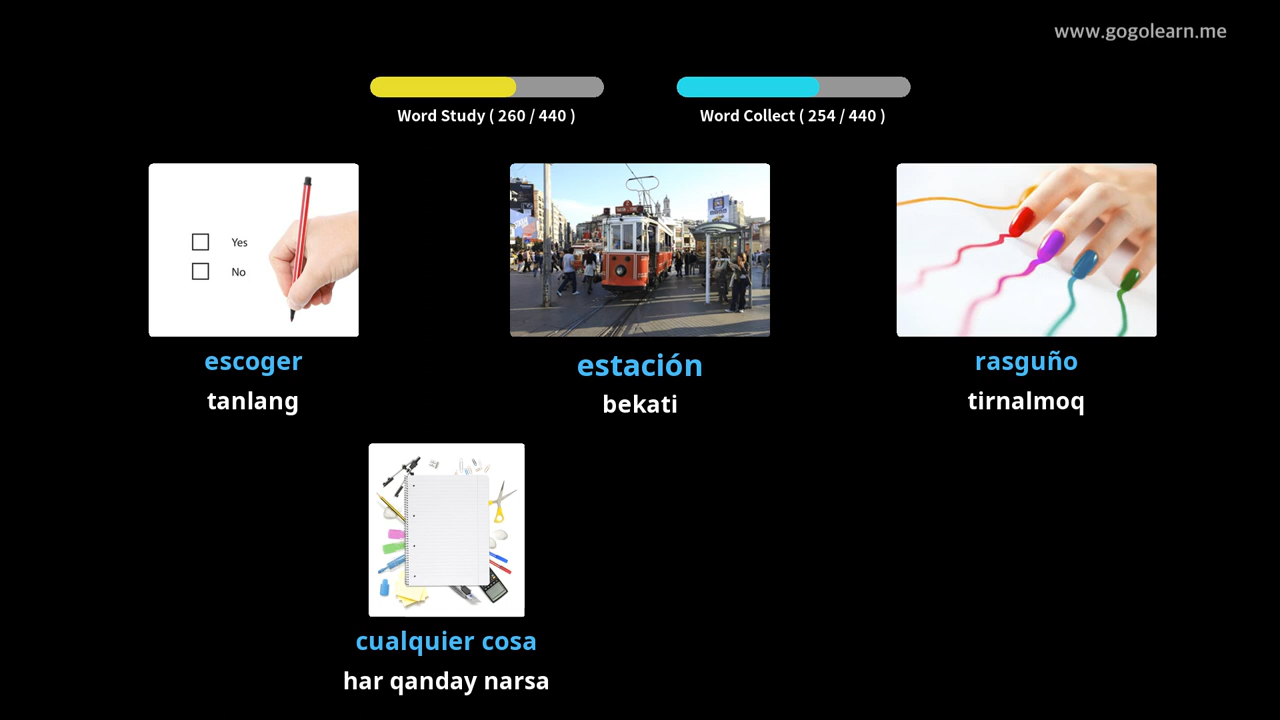 www.gogolearn.me
Word Study ( 260 / 440 )
Word Collect ( 254 / 440 )
Yes
No
escoger
tanlang
estación
bekati
rasguño
tirnalmoq
cualquier cosa
har qanday narsa